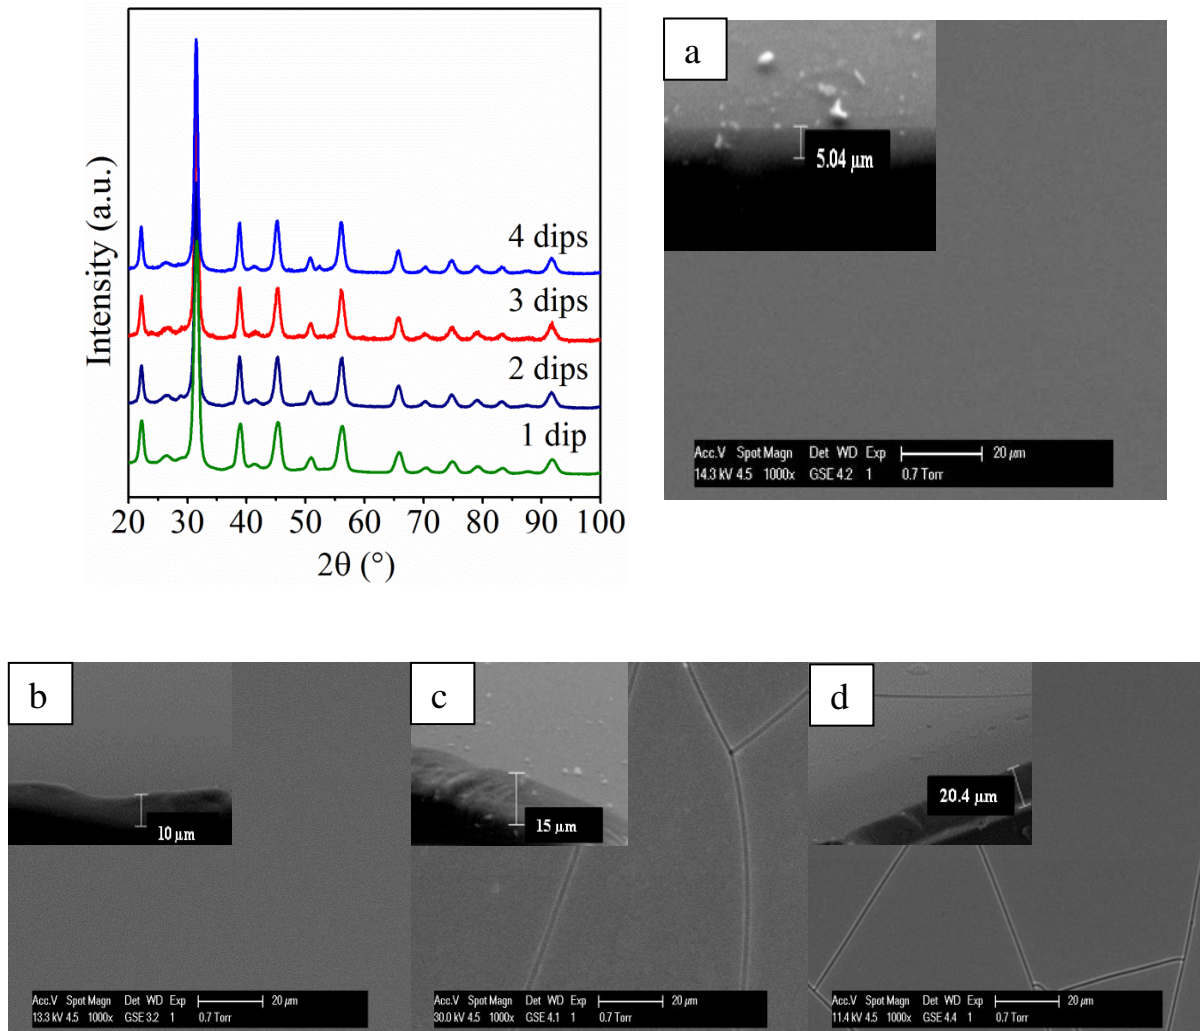 Intensity (a.u.)
4 dips
3 dips
2 dips
1 dip
20 30 40 50 60 70 80 90 100
2θ (°)
a
5.04 µm
Acc.V Spot Magn Det WD Exp 20 µm
14.3 kV 4.5 1000x GSE 4.2 1 0.7 Torr
b
10 µm
Acc.V Spot Magn Det WD Exp 20 µm
13.3 kV 4.5 1000x GSE 3.2 1 0.7 Torr
c
15 µm
Acc.V Spot Magn Det WD Exp 20 µm
30.0 kV 4.5 1000x GSE 4.1 1 0.7 Torr
d
20.4 µm
Acc.V Spot Magn Det WD Exp 20 µm
11.4 kV 4.5 1000x GSE 4.4 1 0.7 Torr